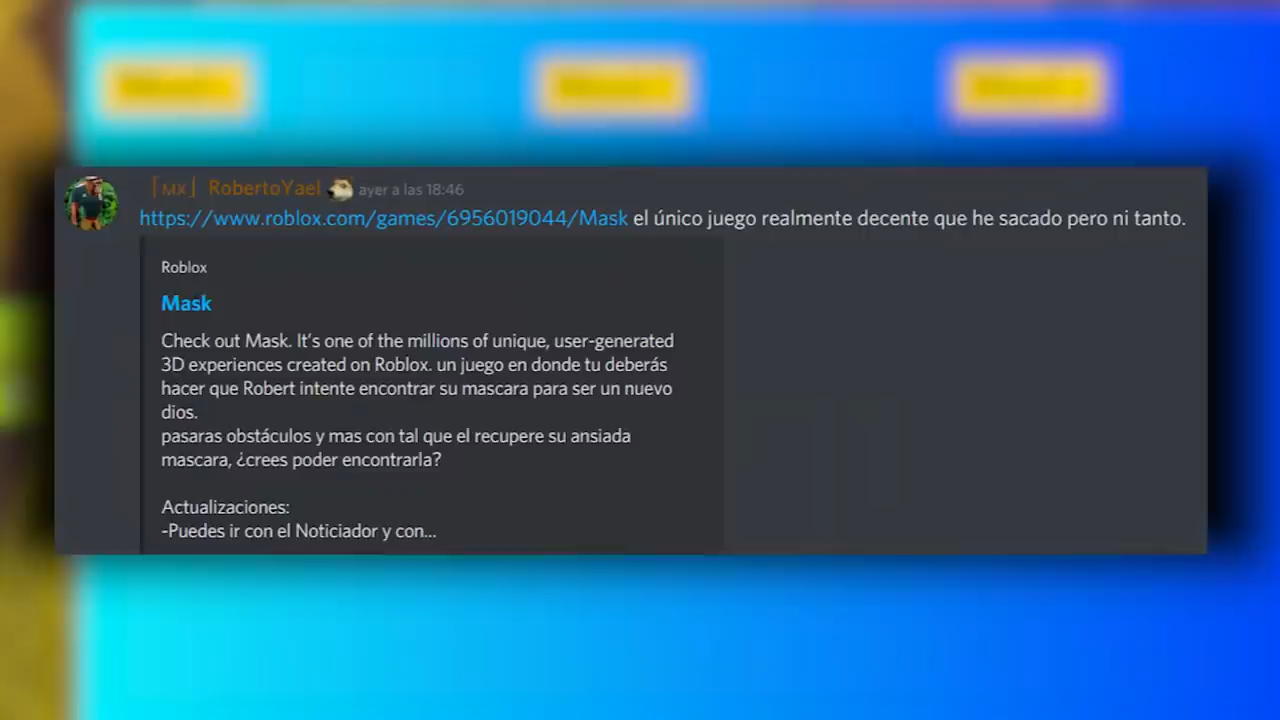 「MX」 RobertoYael ayer a las 18:46
https://www.roblox.com/games/6956019044/Mask el único juego realmente decente que he sacado pero ni tanto.
Roblox
Mask
Check out Mask. It’s one of the millions of unique, user-generated
3D experiences created on Roblox. un juego en donde tu deberás
hacer que Robert intente encontrar su mascara para ser un nuevo
dios.
pasaras obstáculos y mas con tal que el recupere su ansiada
mascara, ¿crees poder encontrarla?
Actualizaciones:
-Puedes ir con el Noticiador y con...